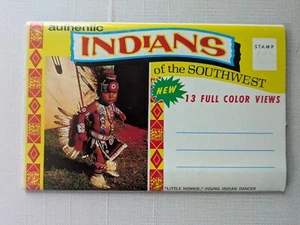 authentic
INDIANS
STAMP
of the SOUTHWEST
NEW
13 FULL COLOR VIEWS
"LITTLE NONNIE," YOUNG INDIAN DANCER